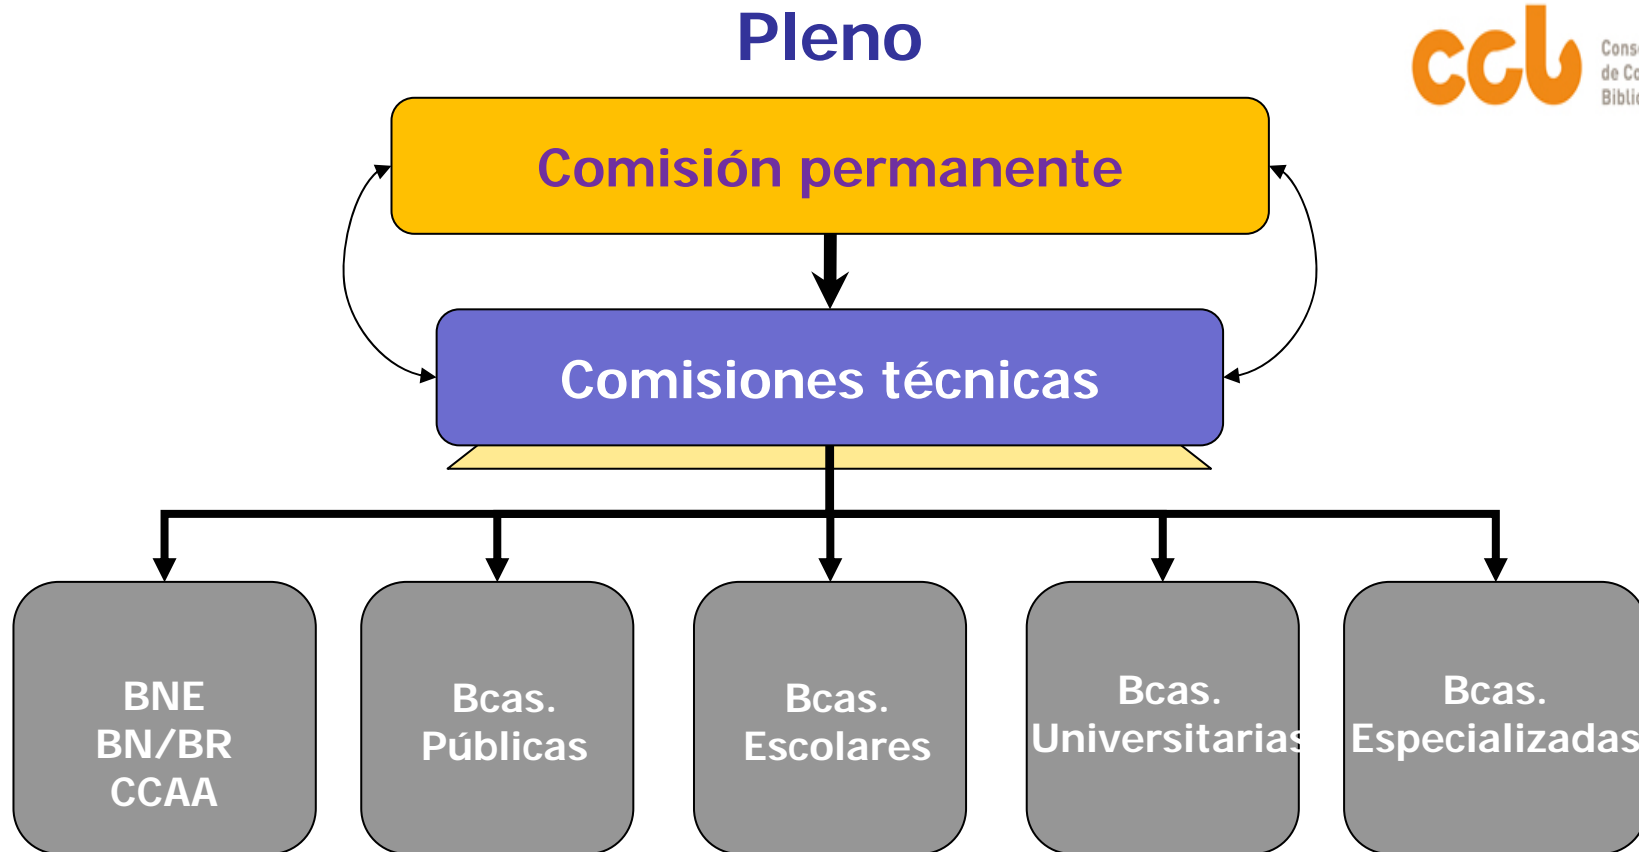 Pleno
ccb
Comisión permanente
Comisiones técnicas
BNE
BN/BR
CCAA
Bcas.
Públicas
Bcas.
Escolares
Bcas.
Universitarias
Bcas.
Especializadas